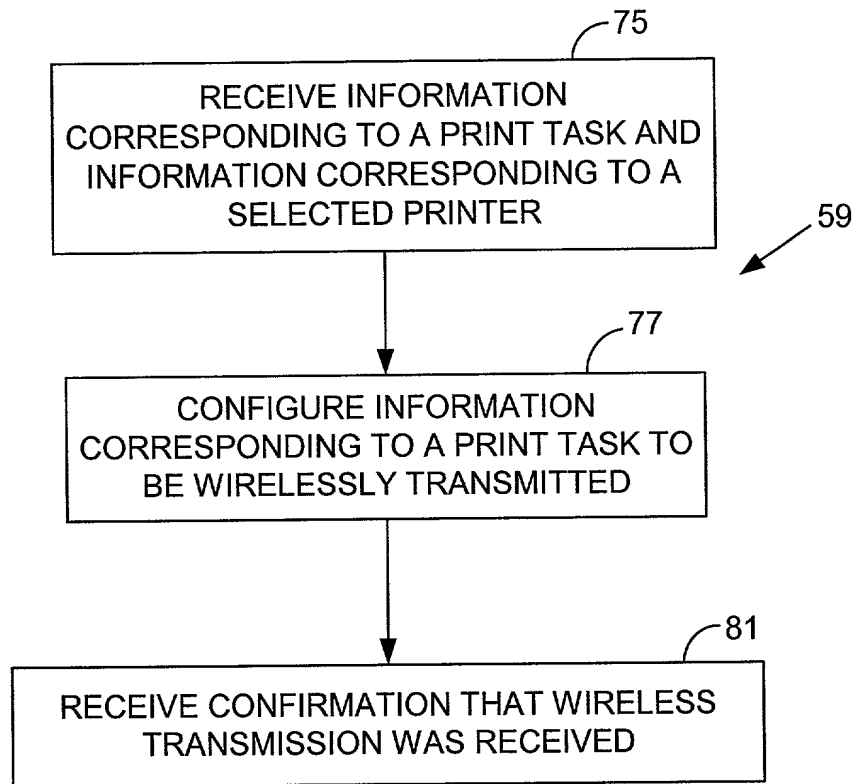 75
RECEIVE INFORMATION
CORRESPONDING TO A PRINT TASK AND
INFORMATION CORRESPONDING TO A
SELECTED PRINTER
59
77
CONFIGURE INFORMATION
CORRESPONDING TO A PRINT TASK TO
BE WIRELESSLY TRANSMITTED
81
RECEIVE CONFIRMATION THAT WIRELESS
TRANSMISSION WAS RECEIVED